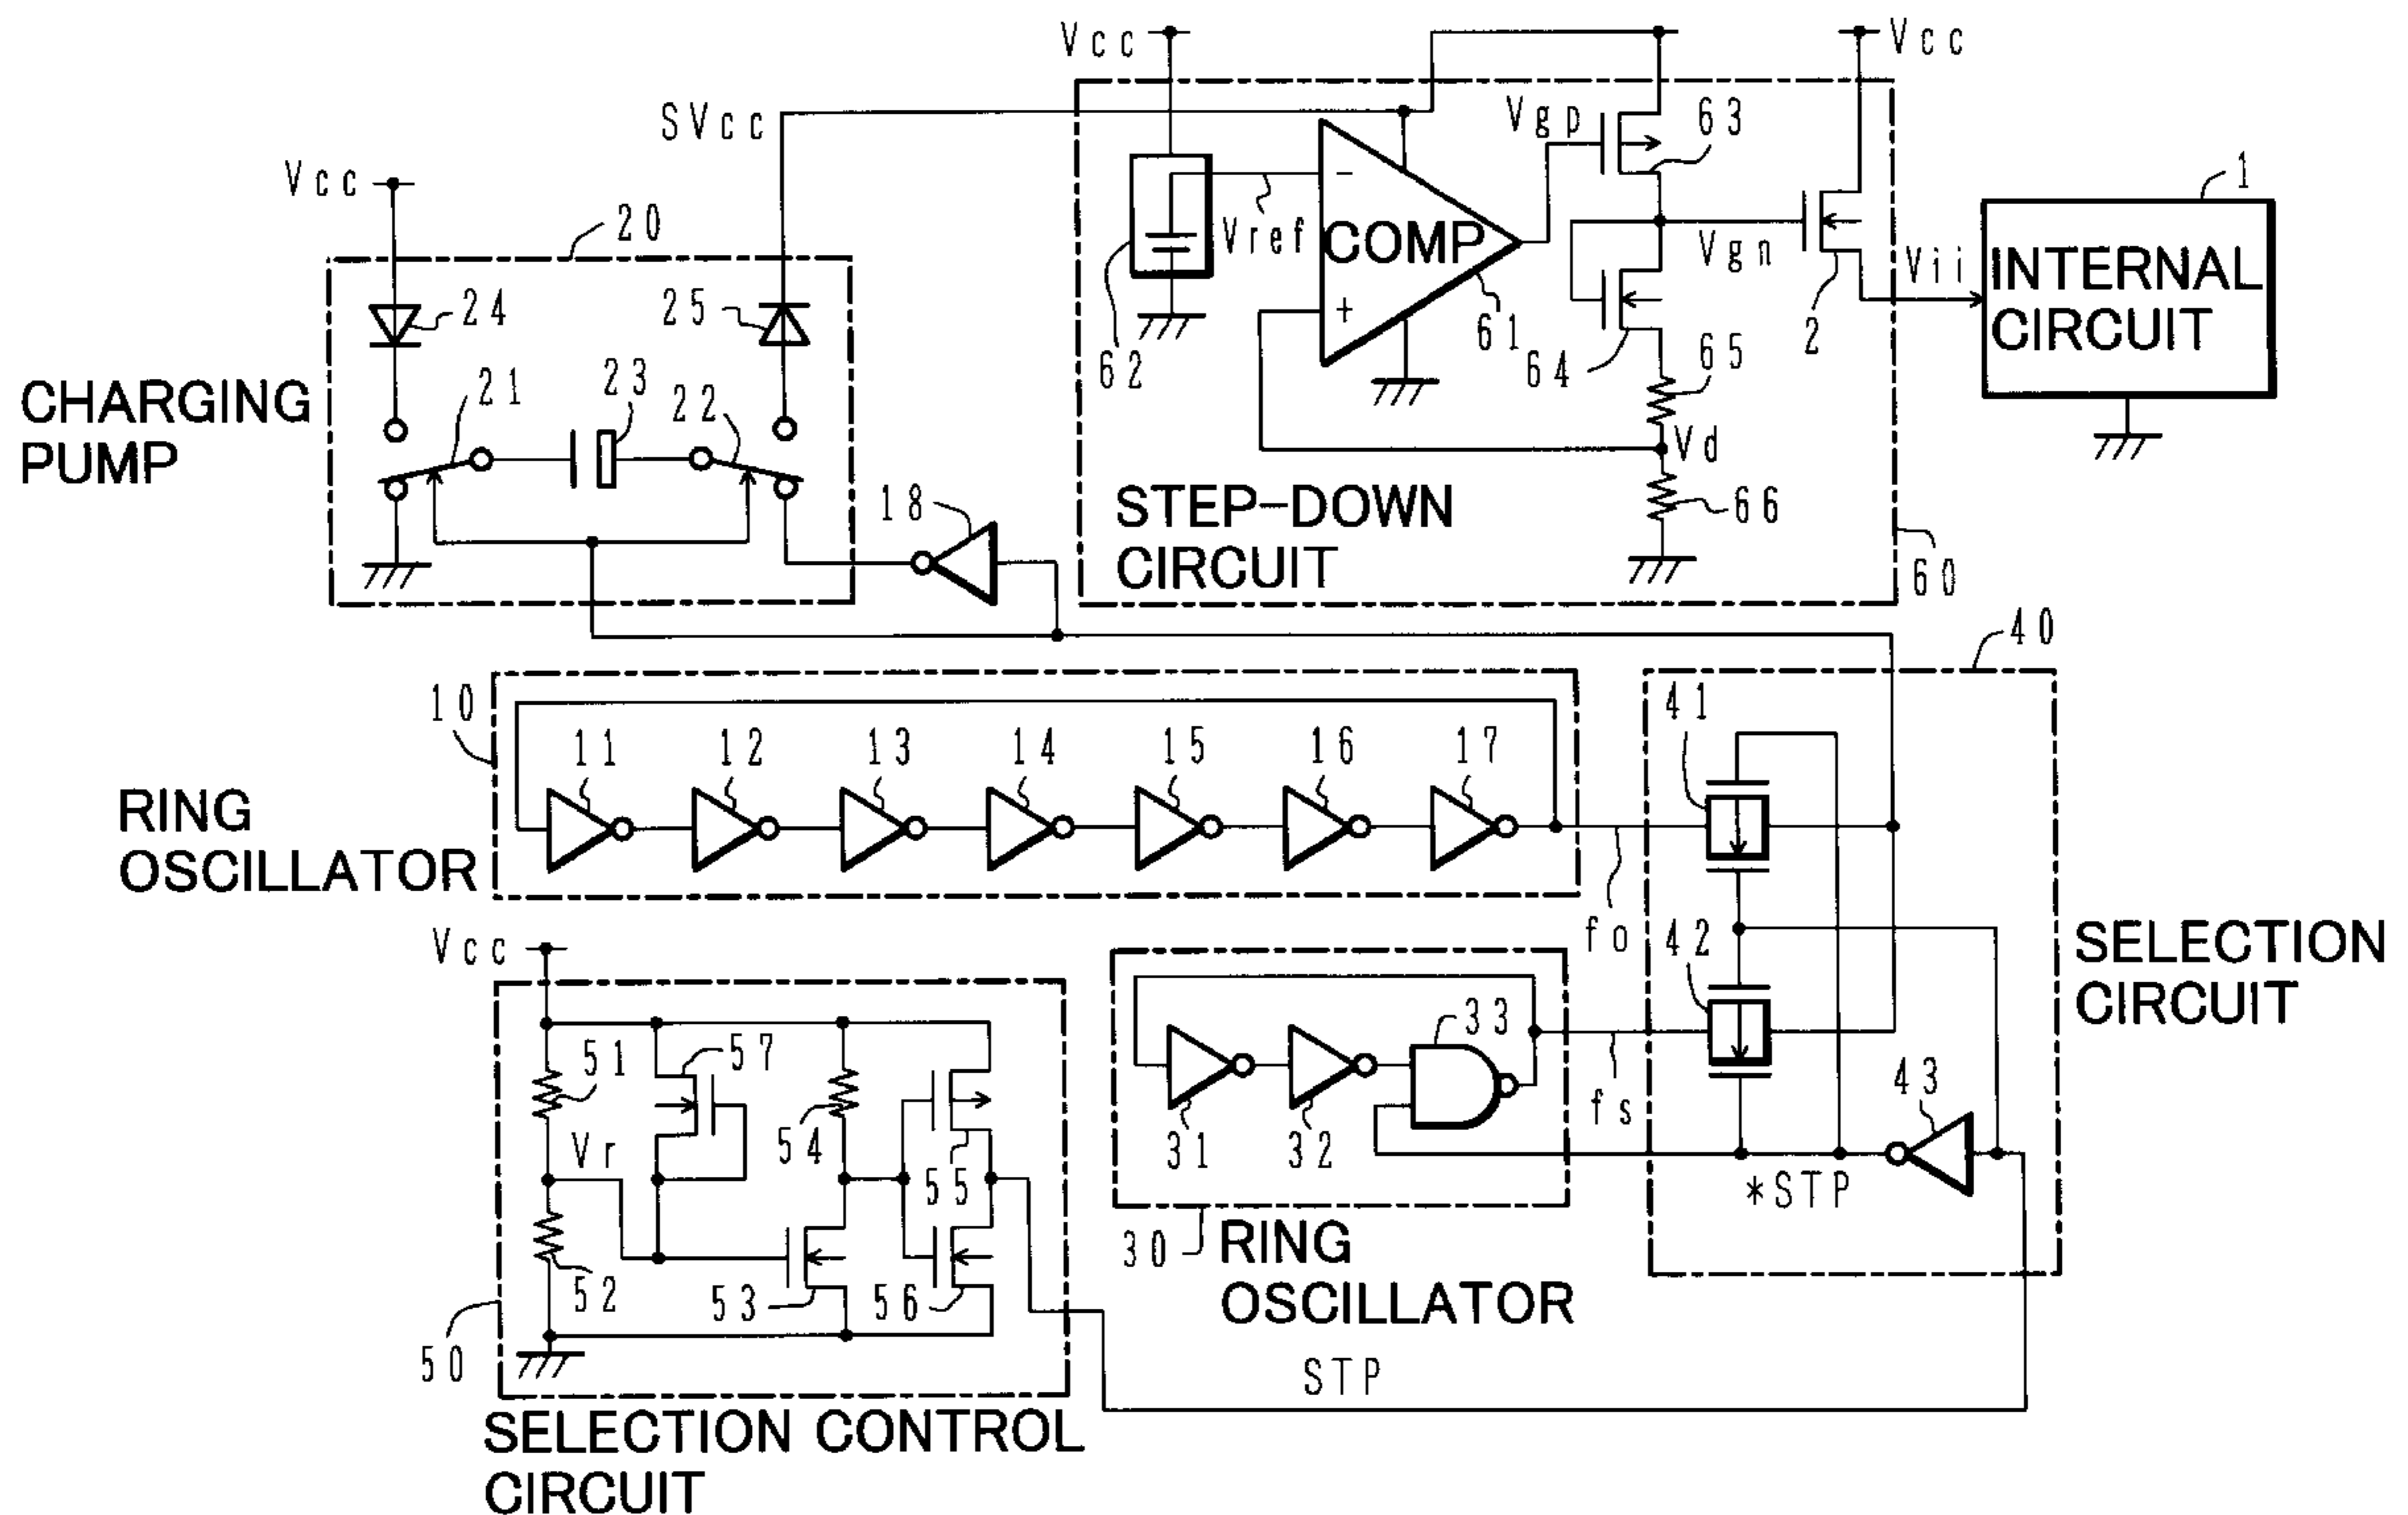 Vcc
Vcc
SVcc
Vgp
63
1
Vcc
20
Vref
COMP
Vgn
Vii
INTERNAL
CIRCUIT
24
25
62
61
64
65
2
CHARGING
PUMP
21
23
22
Vd
18
STEP-DOWN
CIRCUIT
66
60
40
10
41
11
12
13
14
15
16
17
RING
OSCILLATOR
fo
42
SELECTION
CIRCUIT
Vcc
33
51
57
54
Vr
31
32
fs
43
55
*STP
52
53
56
30
RING
OSCILLATOR
50
STP
SELECTION CONTROL
CIRCUIT